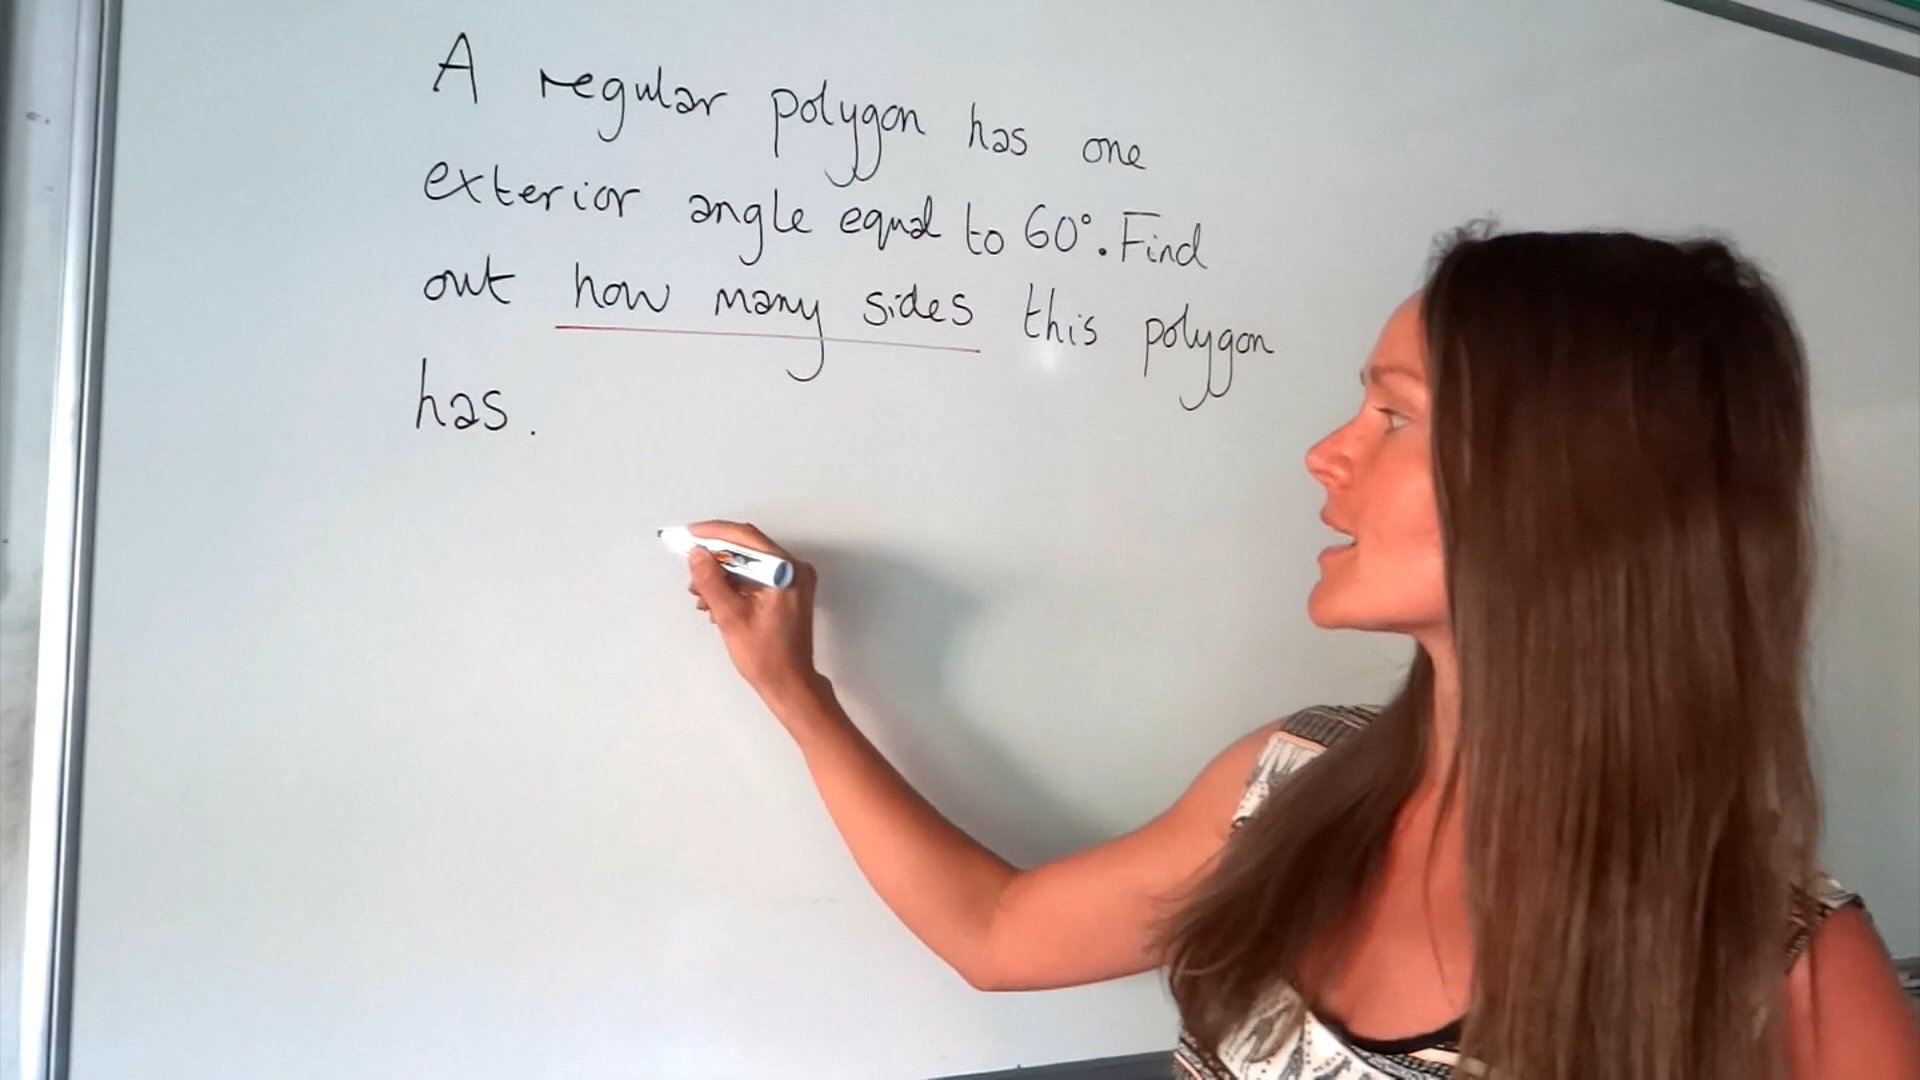 A regular polygon has one
exterior angle equal to 60°. Find
out how many sides this polygon
has.